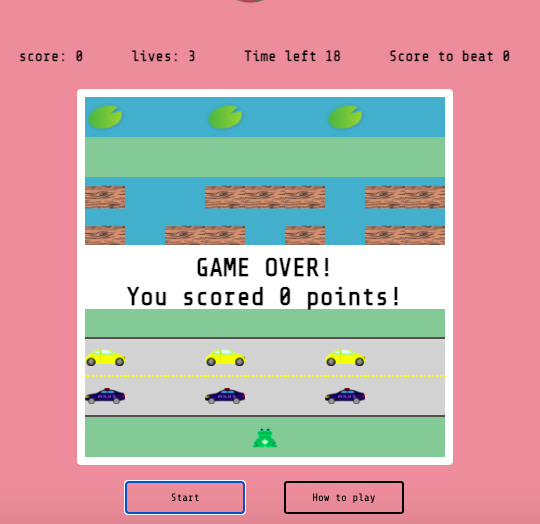 score: 0 lives: 3 Time left 18 Score to beat 0
GAME OVER!
You scored 0 points!
Start How to play